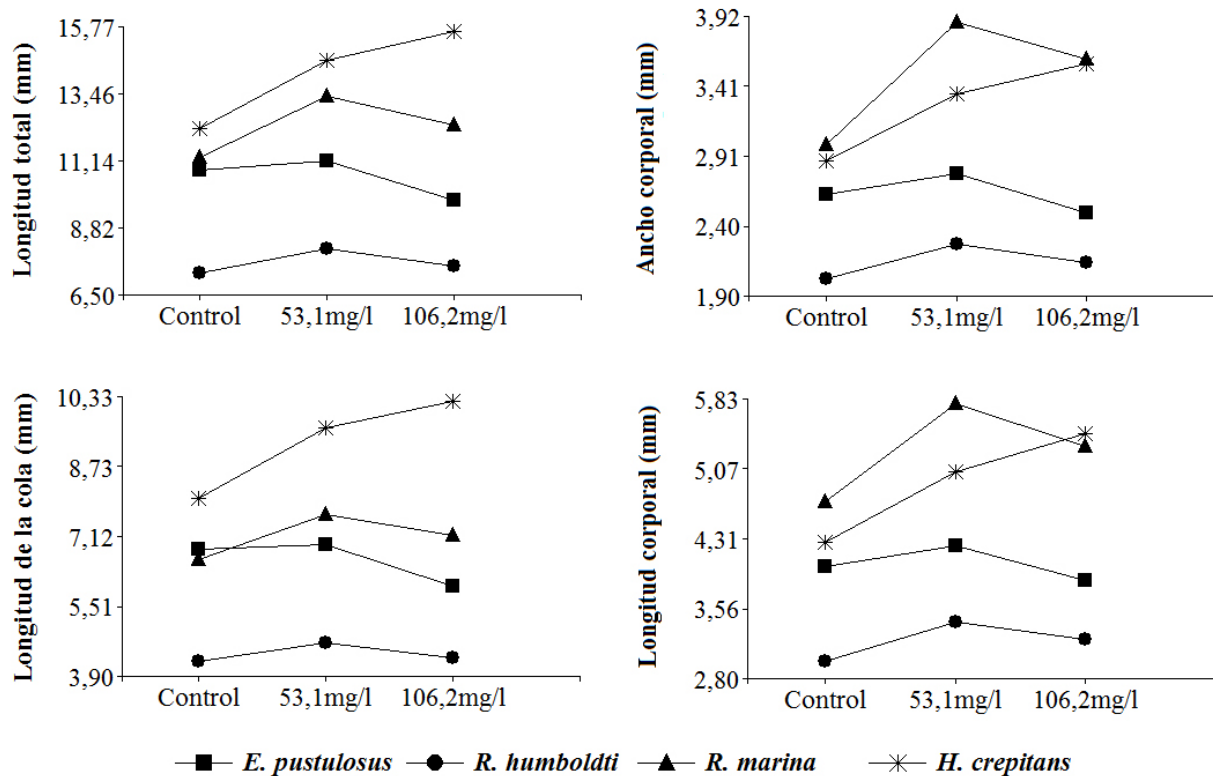 Longitud total (mm)
15,77
13,46
11,14
8,82
6,50
Control 53,1mg/l 106,2mg/l
Ancho corporal (mm)
3,92
3,41
2,91
2,40
1,90
Control 53,1mg/l 106,2mg/l
Longitud de la cola (mm)
10,33
8,73
7,12
5,51
3,90
Control 53,1mg/l 106,2mg/l
Longitud corporal (mm)
5,83
5,07
4,31
3,56
2,80
Control 53,1mg/l 106,2mg/l
E. pustulosus R. humboldti R. marina H. crepitans